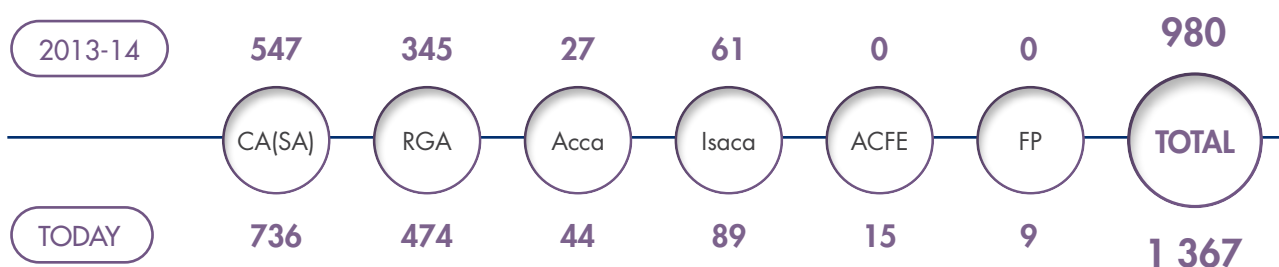 2013-14 547 345 27 61 0 0 980
CA(SA) RGA Acca Isaca ACFE FP TOTAL
TODAY 736 474 44 89 15 9 1 367